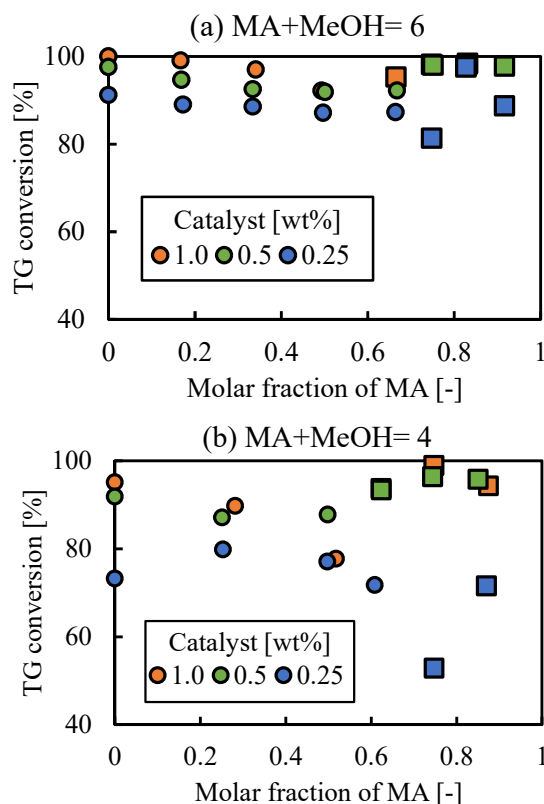 (a) MA+MeOH= 6
100
80
60
40
TG conversion [%]
Catalyst [wt%]
1.0 0.5 0.25
0 0.2 0.4 0.6 0.8 1
Molar fraction of MA [-]
(b) MA+MeOH= 4
100
80
60
40
TG conversion [%]
Catalyst [wt%]
1.0 0.5 0.25
0 0.2 0.4 0.6 0.8 1
Molar fraction of MA [-]